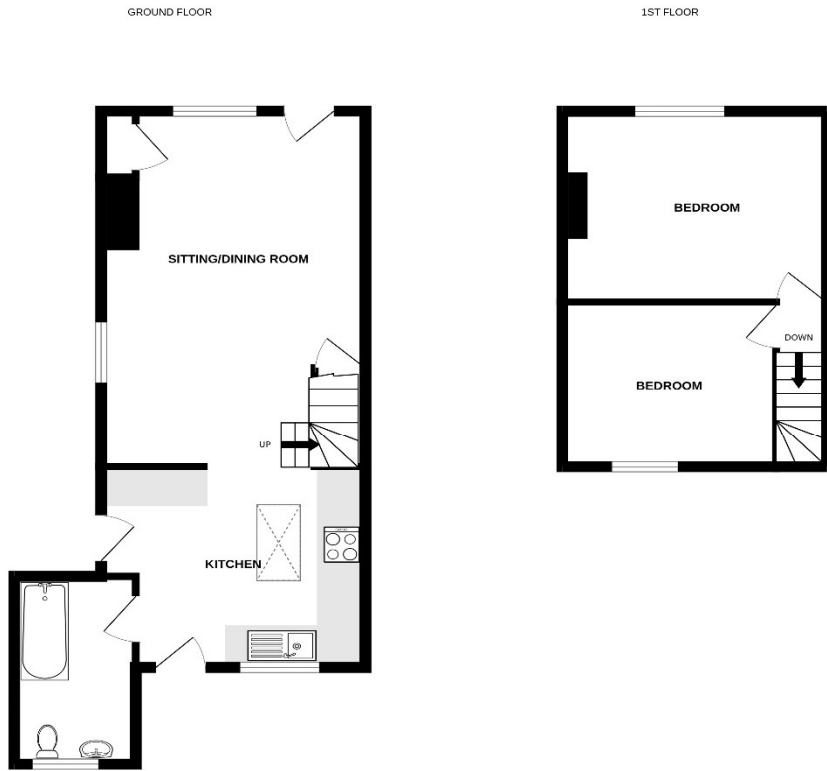 GROUND FLOOR
1ST FLOOR
SITTING/DINING ROOM
UP
KITCHEN
BEDROOM
DOWN
BEDROOM